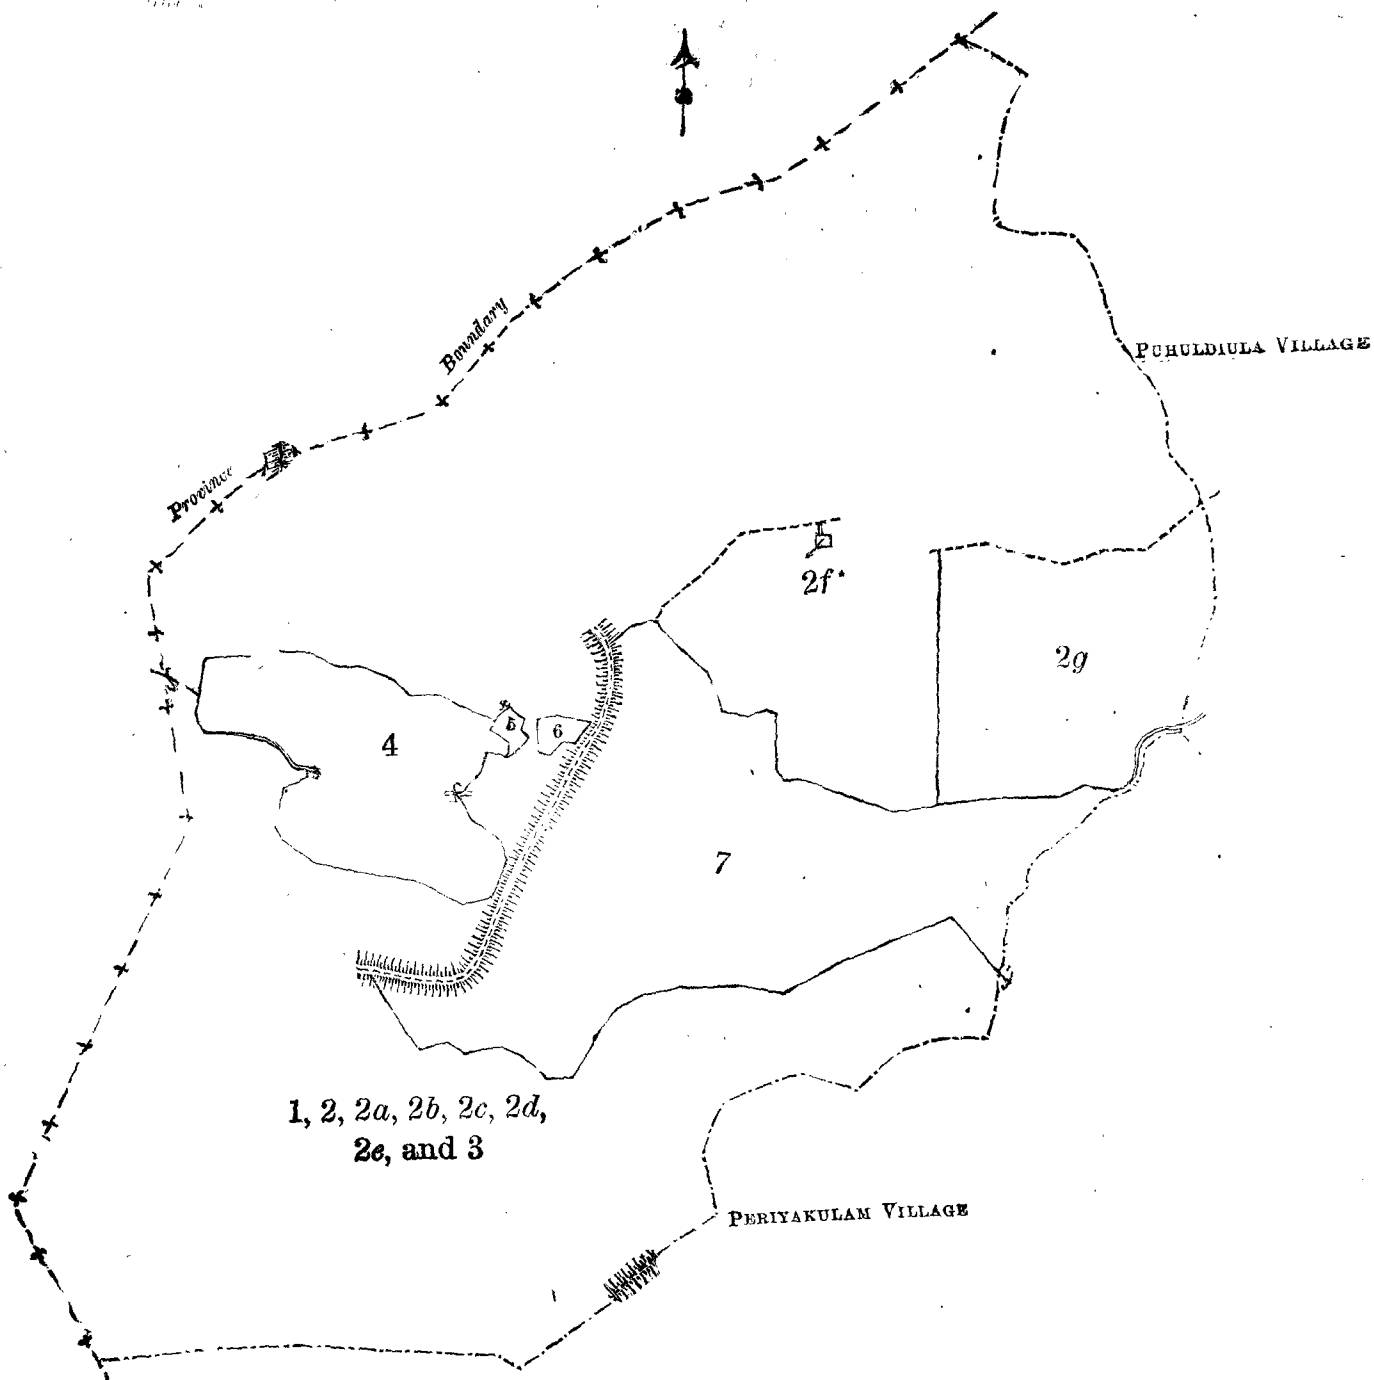 Boundary
PUHULDIULA VILLAGE
Province
2f
2g
4
5
6
7
1, 2, 2a, 2b, 2c, 2d,
2e, and 3
PERIYAKULAM VILLAGE